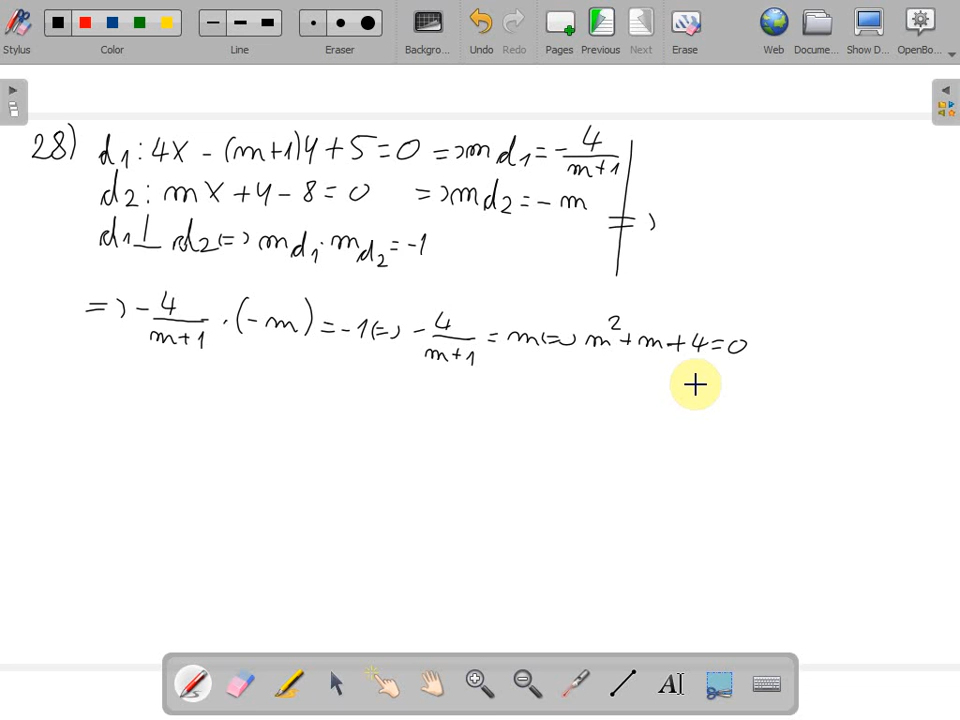 Stylus Color Line Eraser Backgro... Undo Redo Pages Previous Next Erase Web Docume... Show D... OpenBo...
28) d1 : 4x - (m+1)y + 5 = 0 => md1 = - 4/(m+1)
d2 : mx + y - 8 = 0 => md2 = - m
=>
d1 ⊥ d2 (=) md1 · md2 = -1
=> - 4/(m+1) · (-m) = -1 (=> - 4/(m+1) = m (=> m² + m + 4 = 0
A